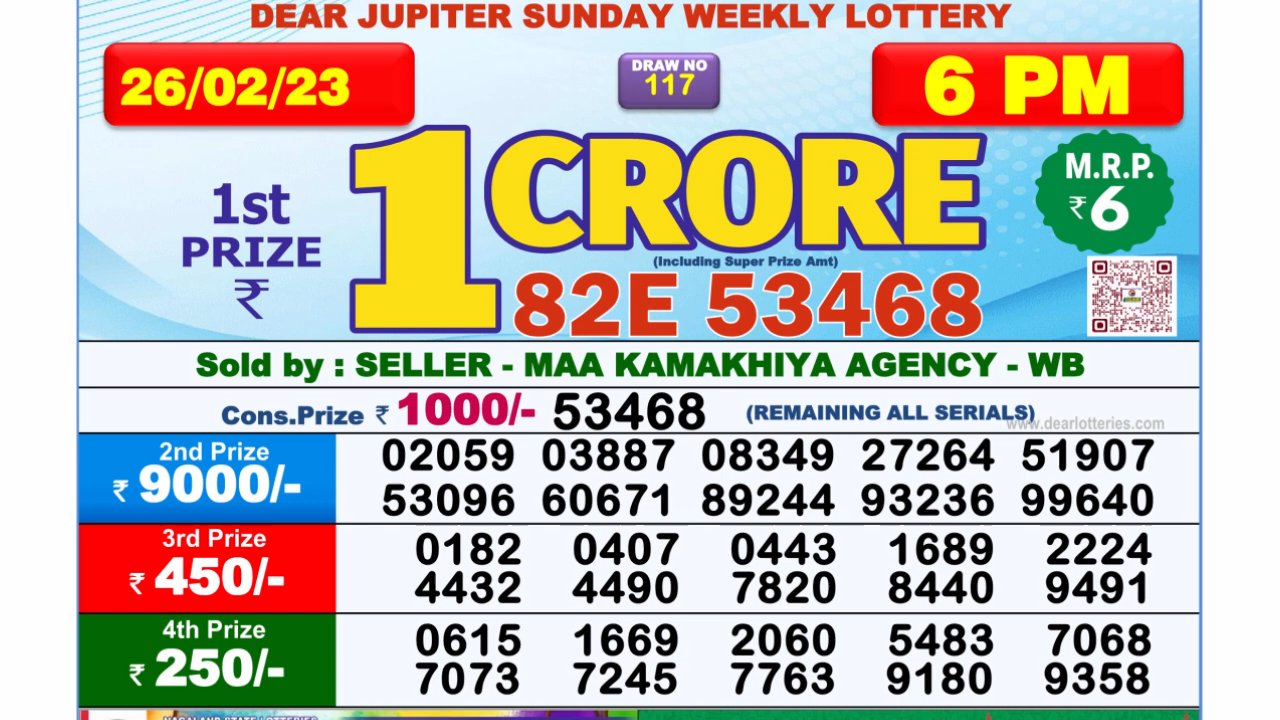 DEAR JUPITER SUNDAY WEEKLY LOTTERY
26/02/23
DRAW NO
117
6 PM
1st
PRIZE
₹
1 CRORE
(Including Super Prize Amt)
82E 53468
M.R.P.
₹ 6
Sold by : SELLER - MAA KAMAKHIYA AGENCY - WB
Cons.Prize ₹ 1000/- 53468 (REMAINING ALL SERIALS)
www.dearlotteries.com
2nd Prize
₹ 9000/-
02059 03887 08349 27264 51907
53096 60671 89244 93236 99640
3rd Prize
₹ 450/-
0182 0407 0443 1689 2224
4432 4490 7820 8440 9491
4th Prize
₹ 250/-
0615 1669 2060 5483 7068
7073 7245 7763 9180 9358
NAGALAND STATE LOTTERIES